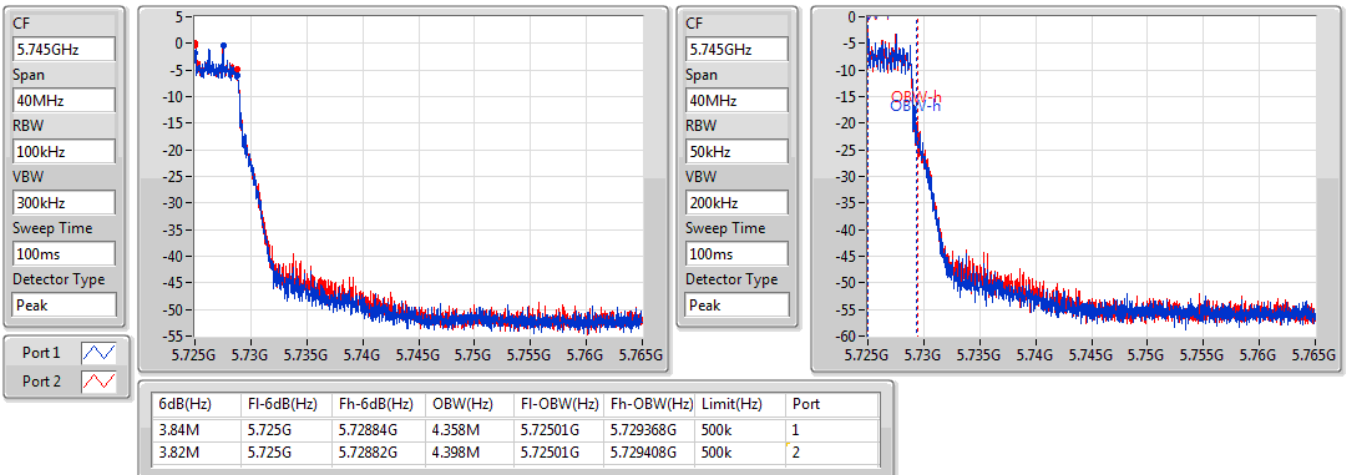 CF
5.745GHz
Span
40MHz
RBW
100kHz
VBW
300kHz
Sweep Time
100ms
Detector Type
Peak
Port 1
Port 2
5
0
-5
-10
-15
-20
-25
-30
-35
-40
-45
-50
-55
5.725G 5.73G 5.735G 5.74G 5.745G 5.75G 5.755G 5.76G 5.765G
CF
5.745GHz
Span
40MHz
RBW
50kHz
VBW
200kHz
Sweep Time
100ms
Detector Type
Peak
0
-5
-10
-15
-20
-25
-30
-35
-40
-45
-50
-55
-60
OBW-h
OBW-h
5.725G 5.73G 5.735G 5.74G 5.745G 5.75G 5.755G 5.76G 5.765G
6dB(Hz) Fl-6dB(Hz) Fh-6dB(Hz) OBW(Hz) Fl-OBW(Hz) Fh-OBW(Hz) Limit(Hz) Port
3.84M 5.725G 5.72884G 4.358M 5.72501G 5.729368G 500k 1
3.82M 5.725G 5.72882G 4.398M 5.72501G 5.729408G 500k 2